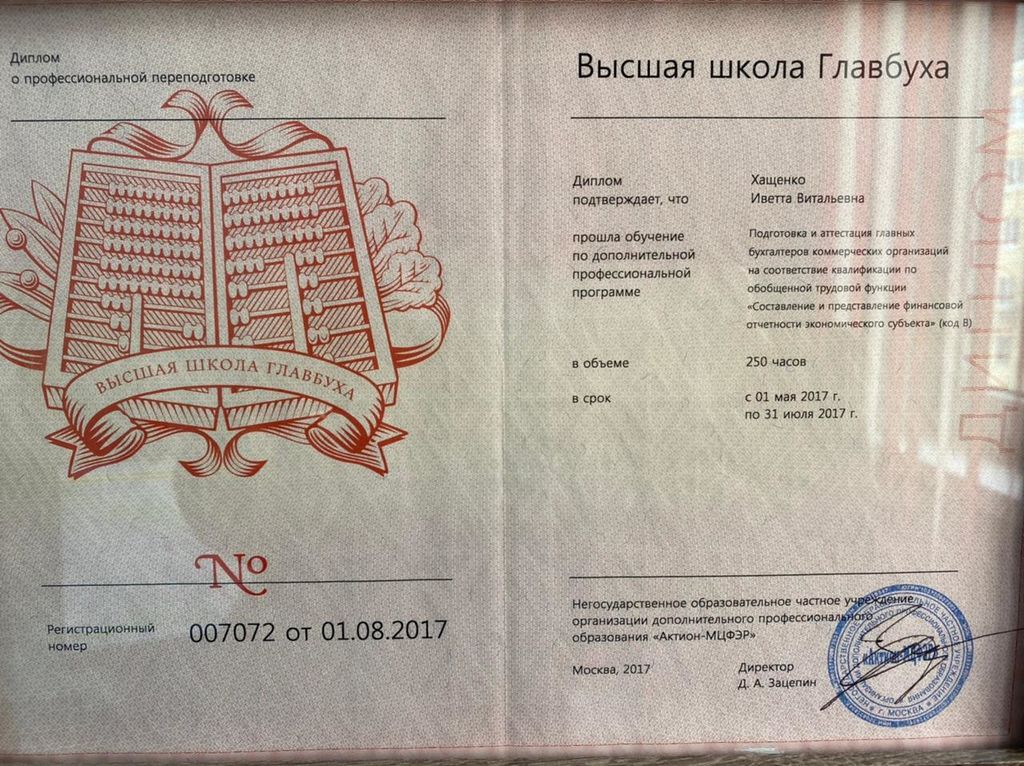 Диплом
о профессиональной переподготовке
ВЫСШАЯ ШКОЛА ГЛАВБУХА
№
Регистрационный
номер
007072 от 01.08.2017
Высшая школа Главбуха
Диплом
подтверждает, что
Хащенко
Иветта Витальевна
прошла обучение
по дополнительной
профессиональной
программе
Подготовка и аттестация главных
бухгалтеров коммерческих организаций
на соответствие квалификации по
обобщенной трудовой функции
«Составление и представление финансовой
отчетности экономического субъекта» (код В)
в объеме
250 часов
в срок
с 01 мая 2017 г.
по 31 июля 2017 г.
ДИПЛОМ
Негосударственное образовательное частное учреждение
организации дополнительного профессионального
образования «Актион-МЦФЭР»
Москва, 2017
Директор
Д. А. Зацепин
«Актион-МЦФЭР»
г. МОСКВА